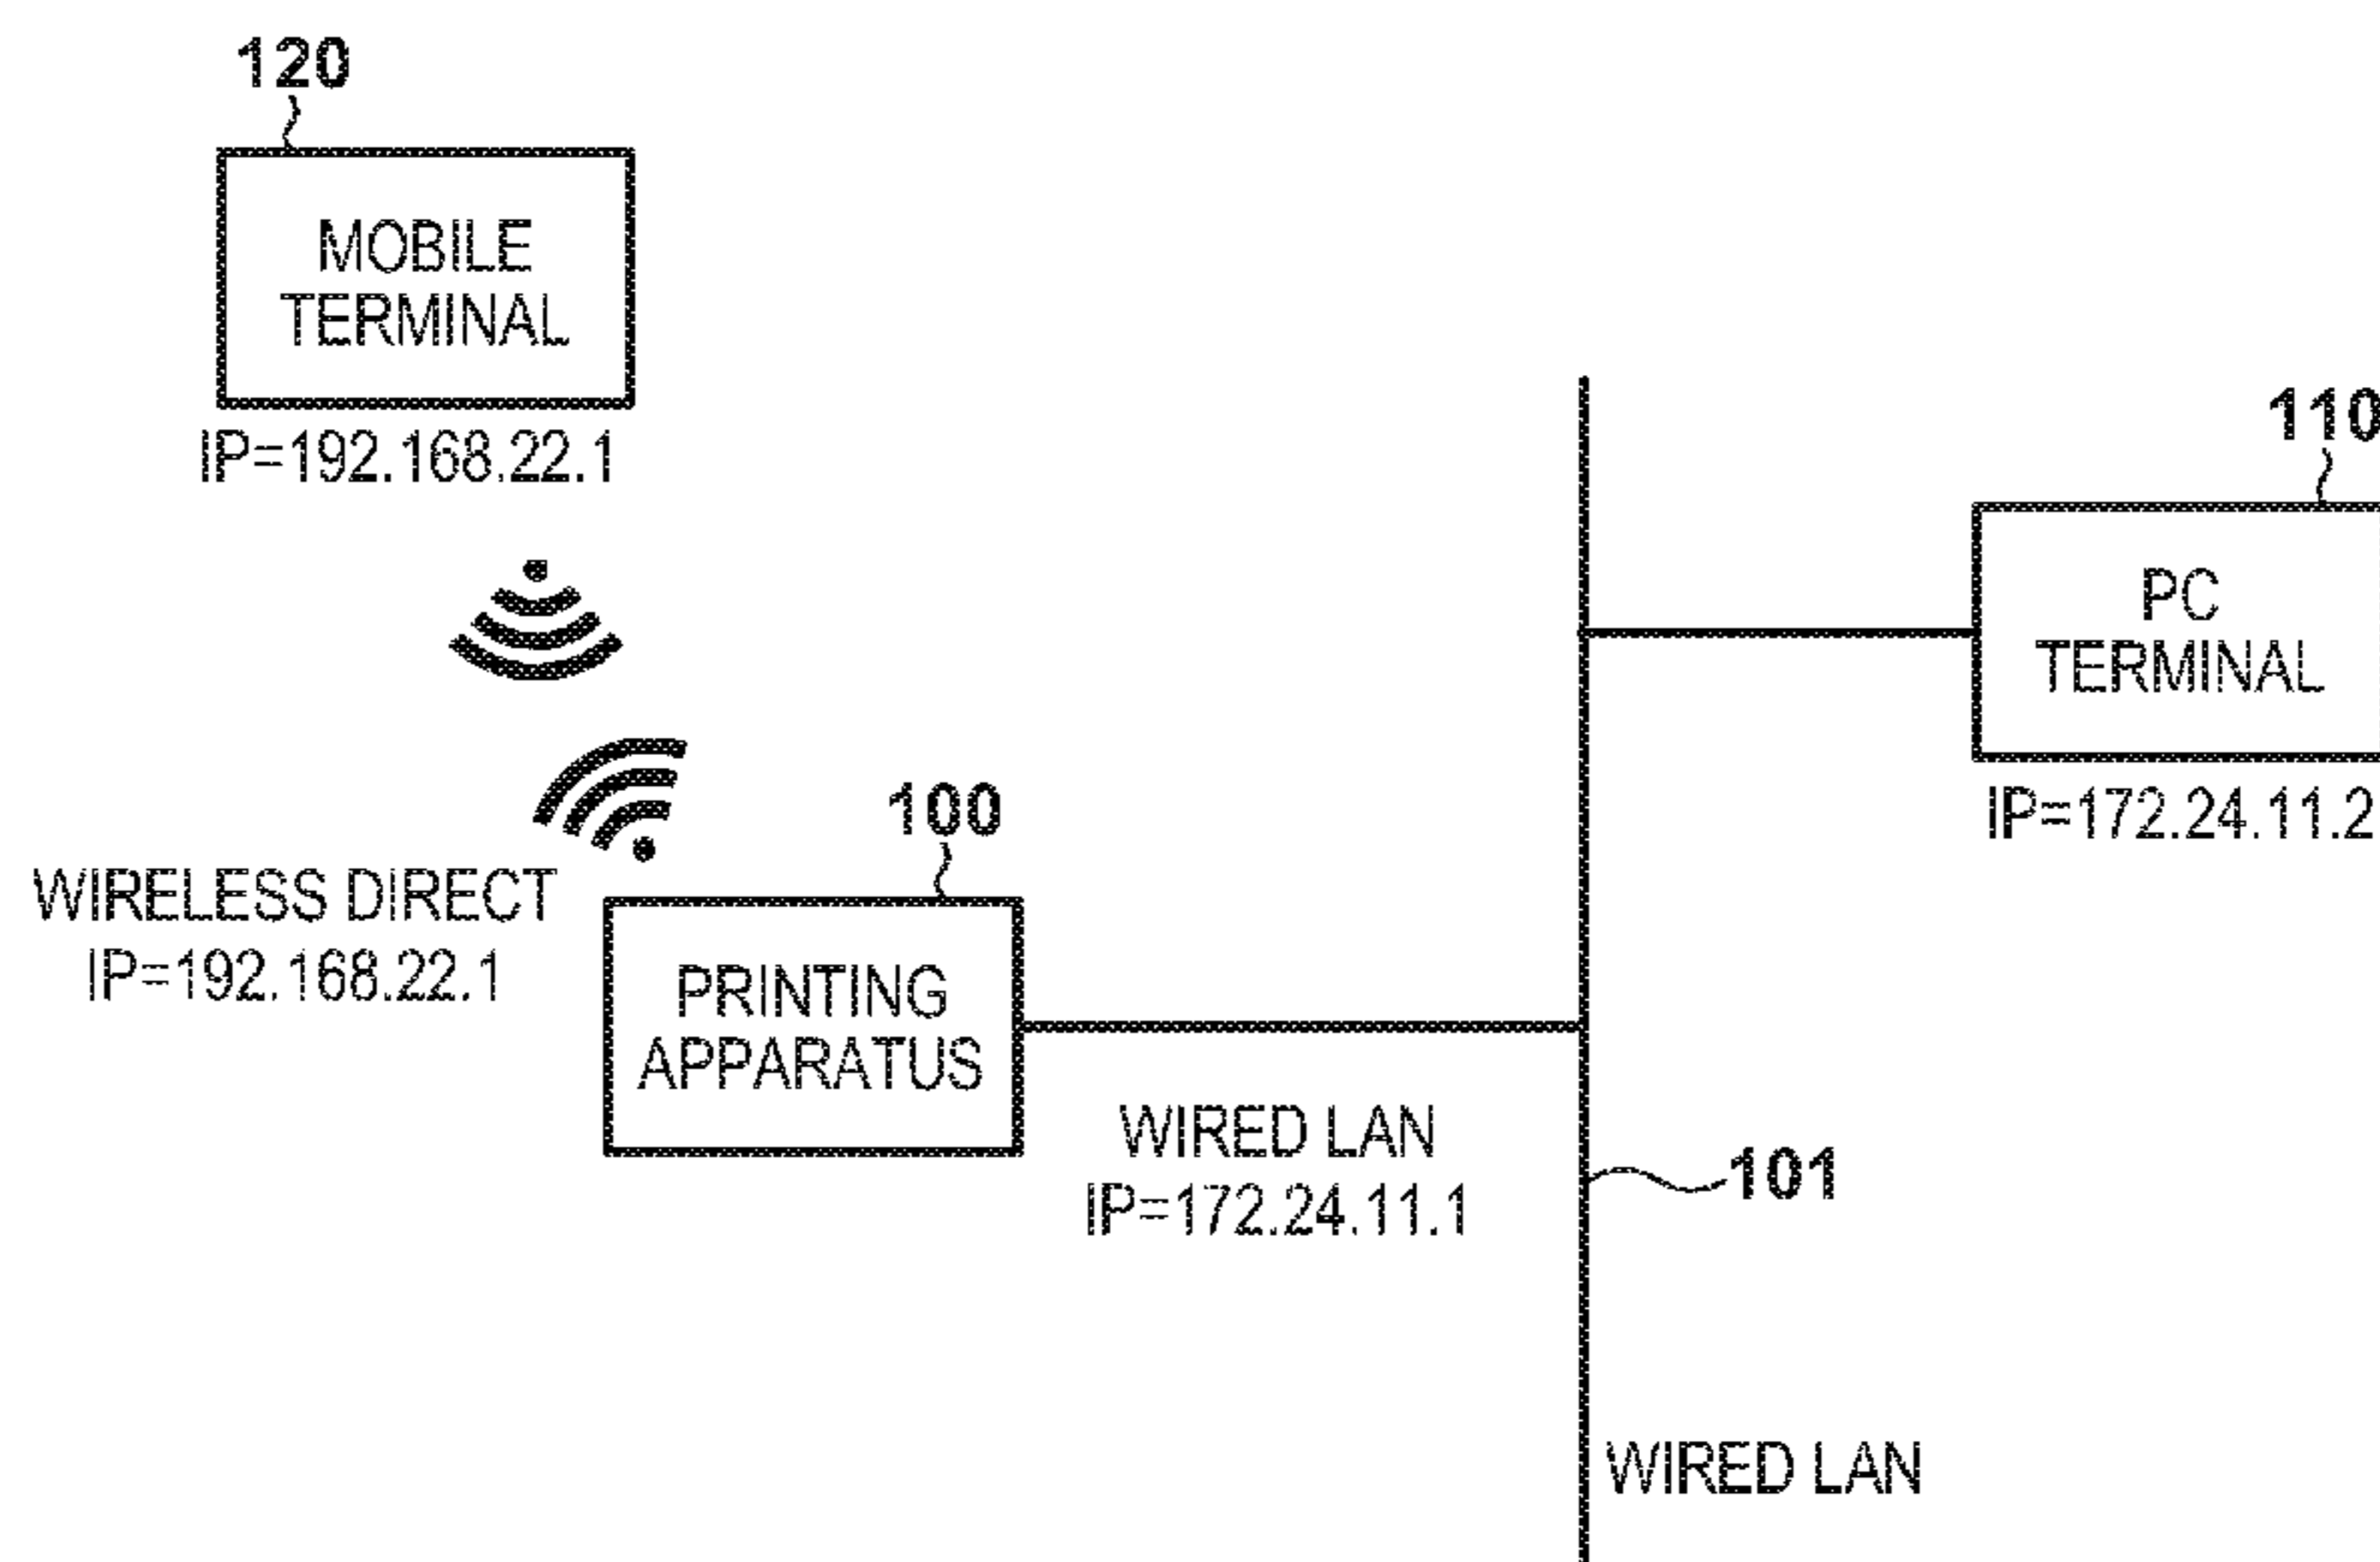 120
MOBILE
TERMINAL
IP=192.168.22.1
110
PC
TERMINAL
IP=172.24.11.2
100
WIRELESS DIRECT
IP=192.168.22.1
PRINTING
APPARATUS
WIRED LAN
IP=172.24.11.1
101
WIRED LAN